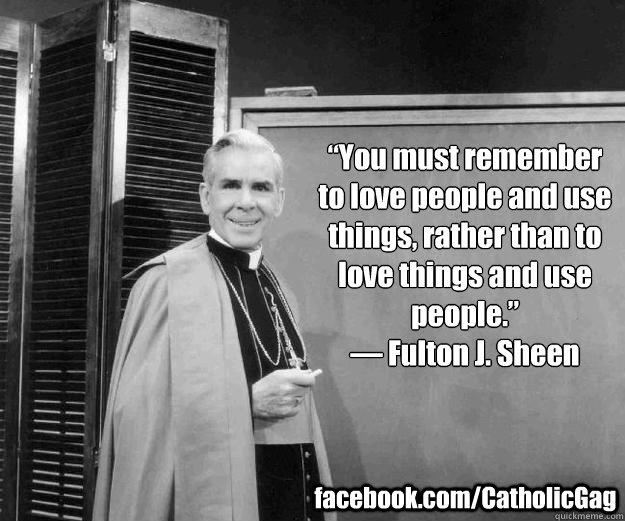 “You must remember
to love people and use
things, rather than to
love things and use
people.”
— Fulton J. Sheen
facebook.com/CatholicGag
quickmeme.com